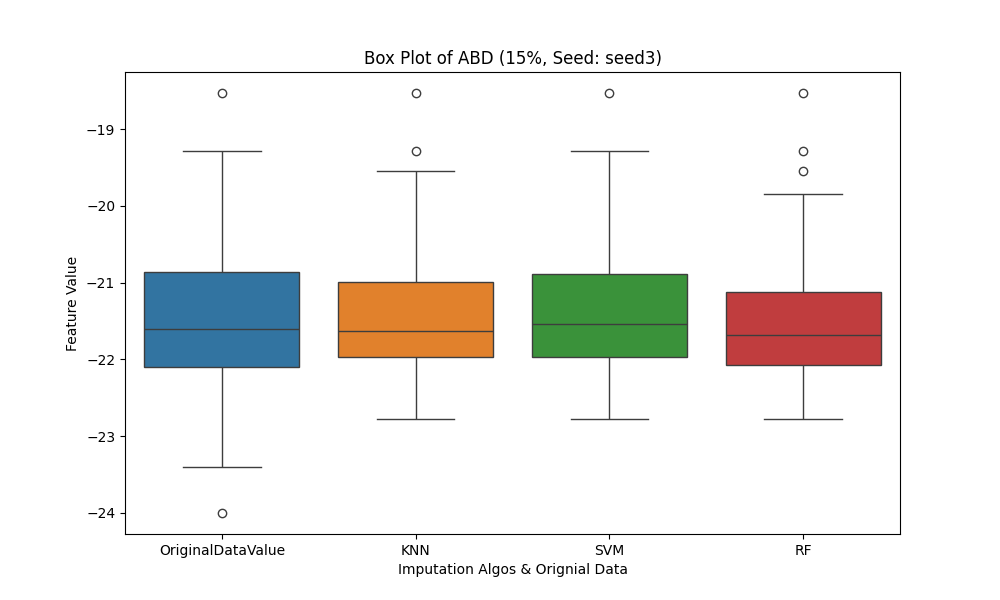 Box Plot of ABD (15%, Seed: seed3)
Feature Value
−19
−20
−21
−22
−23
−24
OriginalDataValue KNN SVM RF
Imputation Algos & Orignial Data